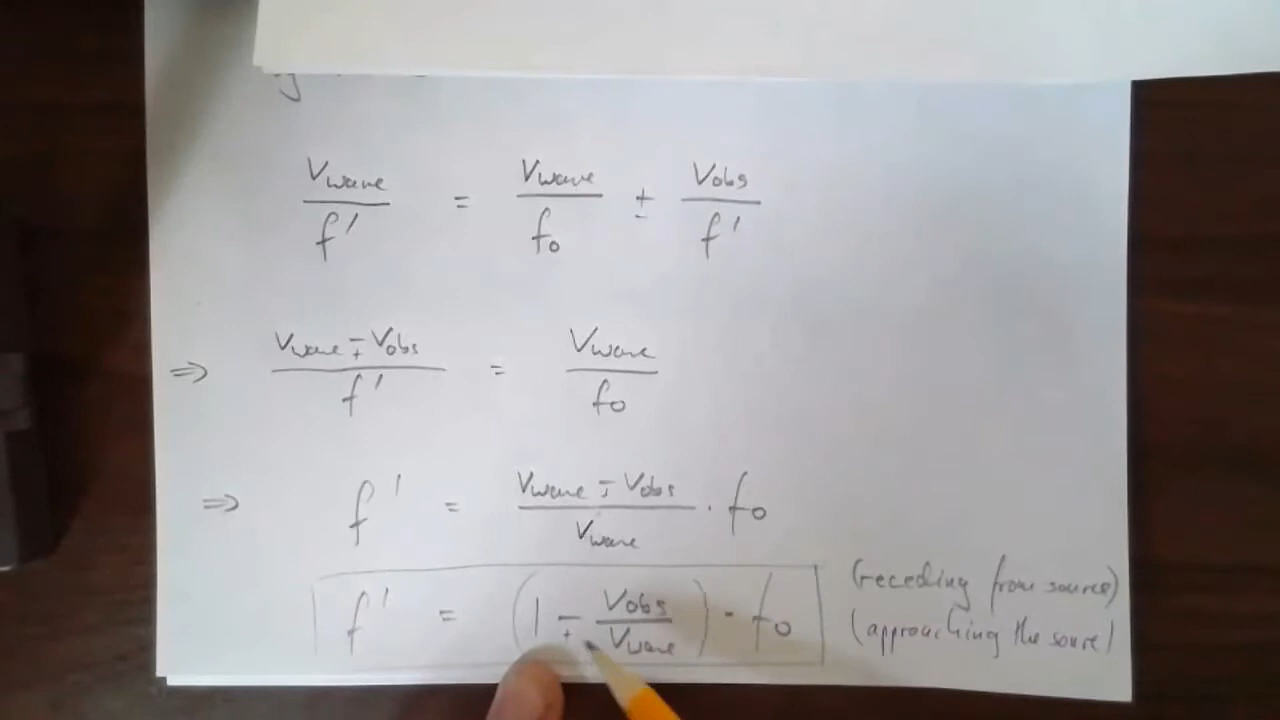 Vwave / f' = Vwave / f0 ± Vobs / f'
⇒ (Vwave ∓ Vobs) / f' = Vwave / f0
⇒ f' = (Vwave ∓ Vobs) / Vwave · f0
(receding from source)
f' = (1 ∓ Vobs / Vwave) · f0
(approaching the source)